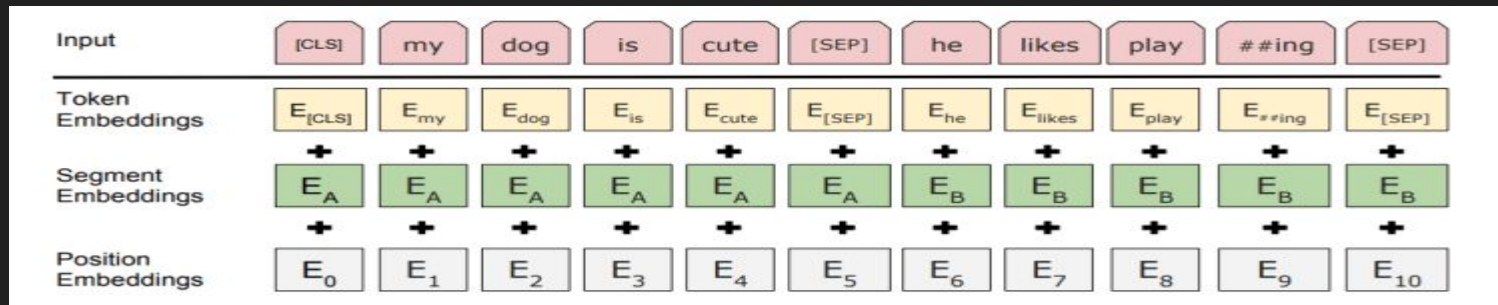 Input [CLS] my dog is cute [SEP] he likes play ##ing [SEP]
Token
Embeddings E[CLS] Emy Edog Eis Ecute E[SEP] Ehe Elikes Eplay E##ing E[SEP]
+ + + + + + + + + + +
Segment
Embeddings EA EA EA EA EA EA EB EB EB EB EB
+ + + + + + + + + + +
Position
Embeddings E0 E1 E2 E3 E4 E5 E6 E7 E8 E9 E10